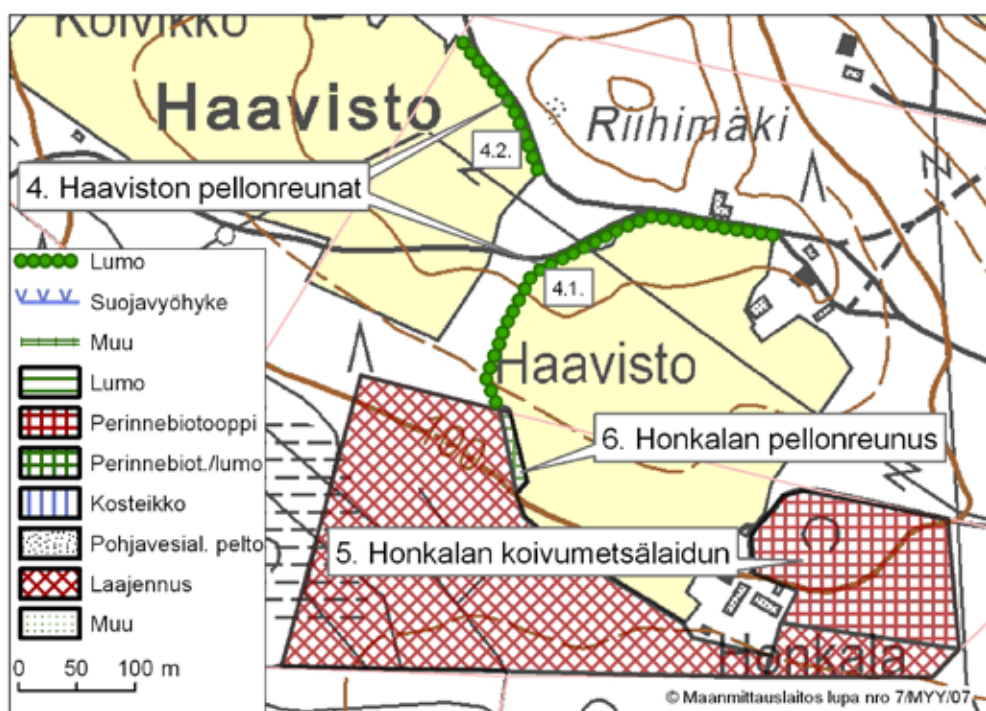 Koivikko
Haavisto
Riihimäki
4.2.
4. Haaviston pellonreunat
4.1.
Haavisto
100
6. Honkalan pellonreunus
5. Honkalan koivumetsälaidun
Honkala
Lumo
Suojavyöhyke
Muu
Lumo
Perinnebiotooppi
Perinnebiot./lumo
Kosteikko
Pohjavesial. pelto
Laajennus
Muu
0 50 100 m
© Maanmittauslaitos lupa nro 7/MYY/07